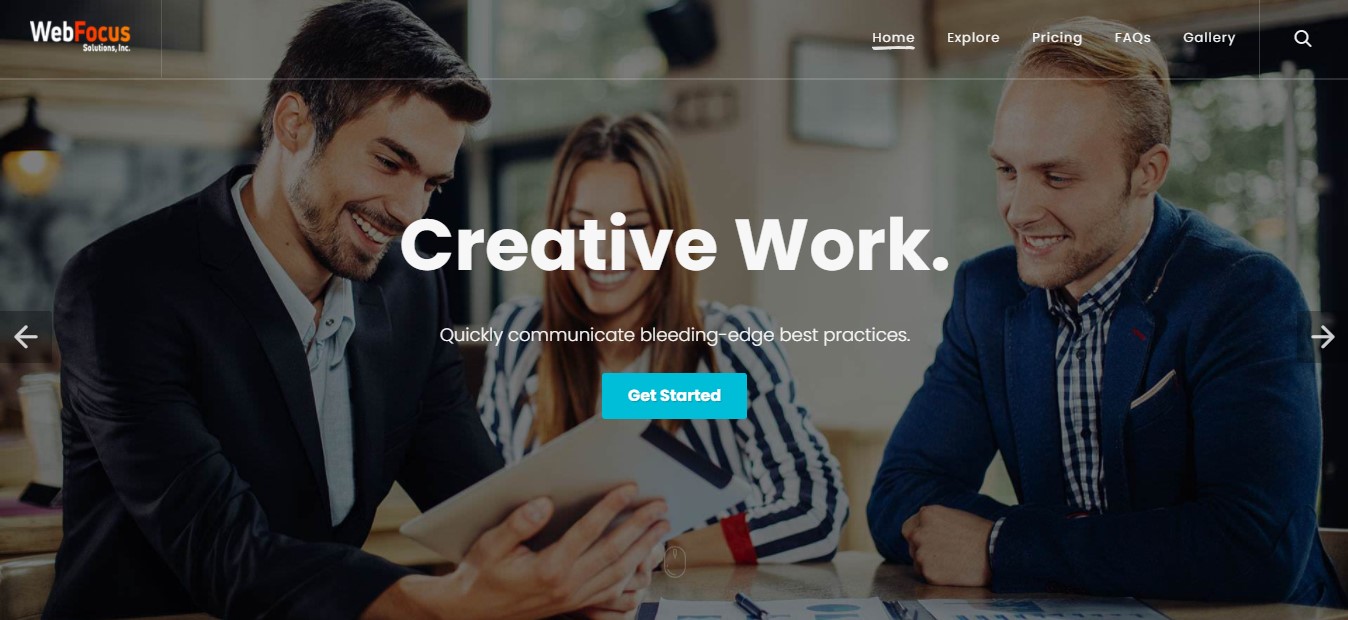 WebFocus
Solutions, Inc.
Home
Explore
Pricing
FAQs
Gallery
Creative Work.
Quickly communicate bleeding-edge best practices.
Get Started